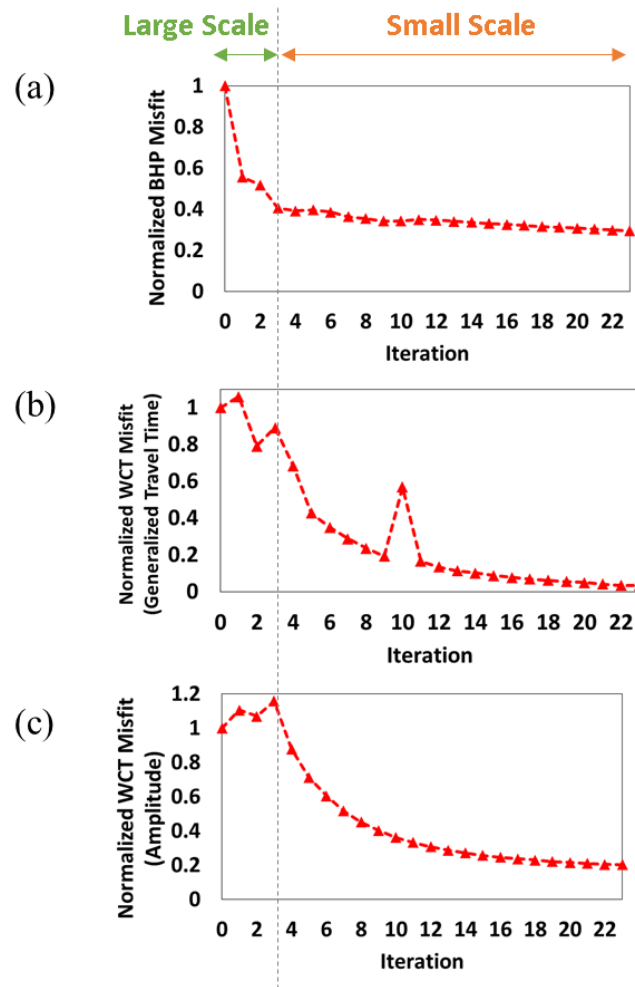 Large Scale Small Scale
(a)
Normalized BHP Misfit
1
0.8
0.6
0.4
0.2
0
0 2 4 6 8 10 12 14 16 18 20 22
Iteration
(b)
Normalized WCT Misfit
(Generalized Travel Time)
1
0.8
0.6
0.4
0.2
0
0 2 4 6 8 10 12 14 16 18 20 22
Iteration
(c)
Normalized WCT Misfit
(Amplitude)
1.2
1
0.8
0.6
0.4
0.2
0
0 2 4 6 8 10 12 14 16 18 20 22
Iteration